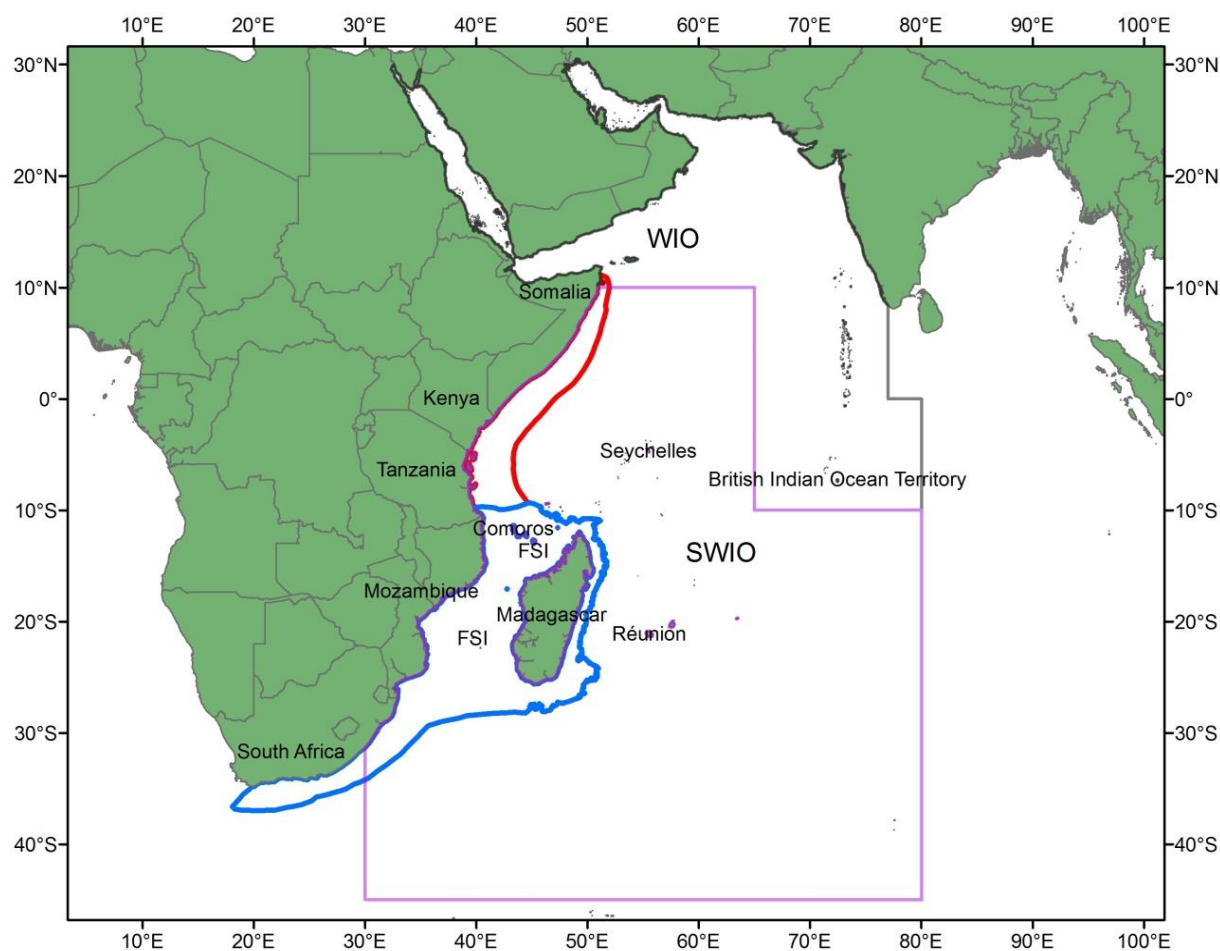 10°E 20°E 30°E 40°E 50°E 60°E 70°E 80°E 90°E 100°E
30°N 30°N
20°N 20°N
WIO
10°N Somalia 10°N
0° Kenya 0°
Seychelles
Tanzania
British Indian Ocean Territory
10°S 10°S
Comoros
FSI SWIO
Mozambique
Madagascar
20°S 20°S
FSI Réunion
30°S 30°S
South Africa
40°S 40°S
10°E 20°E 30°E 40°E 50°E 60°E 70°E 80°E 90°E 100°E